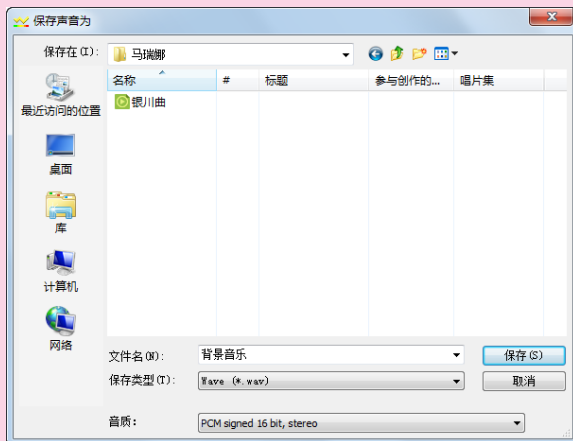 保存声音为
保存在(I):
马瑞娜
名称
#
标题
参与创作的...
唱片集
银川曲
最近访问的位置
桌面
库
计算机
网络
文件名(N):
背景音乐
保存(S)
保存类型(T):
Wave (*.wav)
取消
音质:
PCM signed 16 bit, stereo